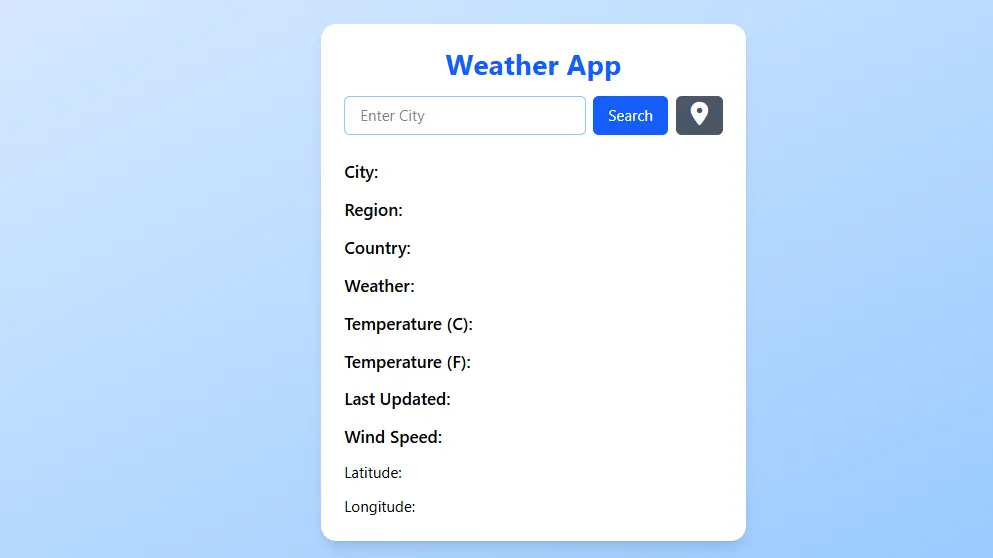 Weather App
Enter City Search
City:
Region:
Country:
Weather:
Temperature (C):
Temperature (F):
Last Updated:
Wind Speed:
Latitude:
Longitude: